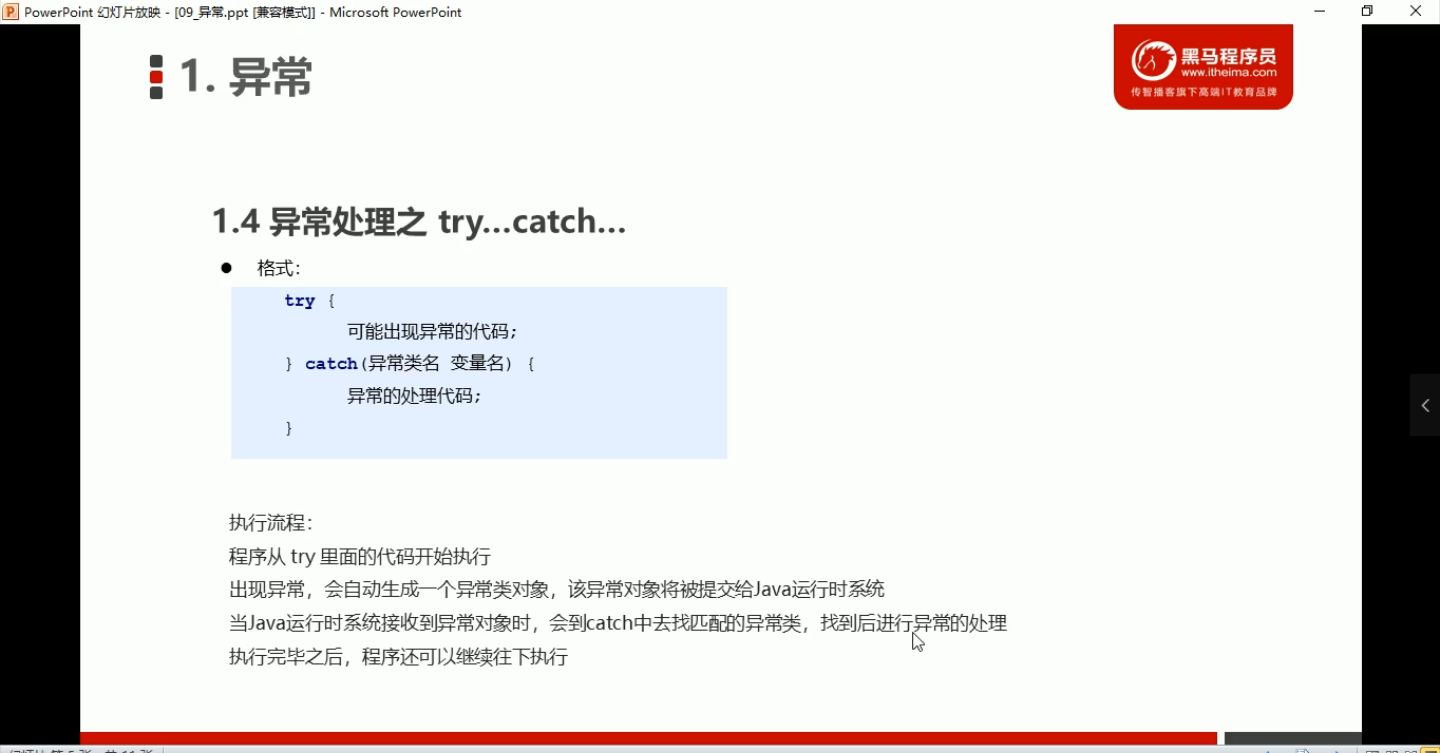 PowerPoint 幻灯片放映 - [09_异常.ppt [兼容模式]] - Microsoft PowerPoint
1. 异常
黑马程序员
www.itheima.com
传智播客旗下高端IT教育品牌
1.4 异常处理之 try…catch…
● 格式：
try {
可能出现异常的代码;
} catch(异常类名 变量名) {
异常的处理代码;
}
执行流程：
程序从 try 里面的代码开始执行
出现异常，会自动生成一个异常类对象，该异常对象将被提交给Java运行时系统
当Java运行时系统接收到异常对象时，会到catch中去找匹配的异常类，找到后进行异常的处理
执行完毕之后，程序还可以继续往下执行